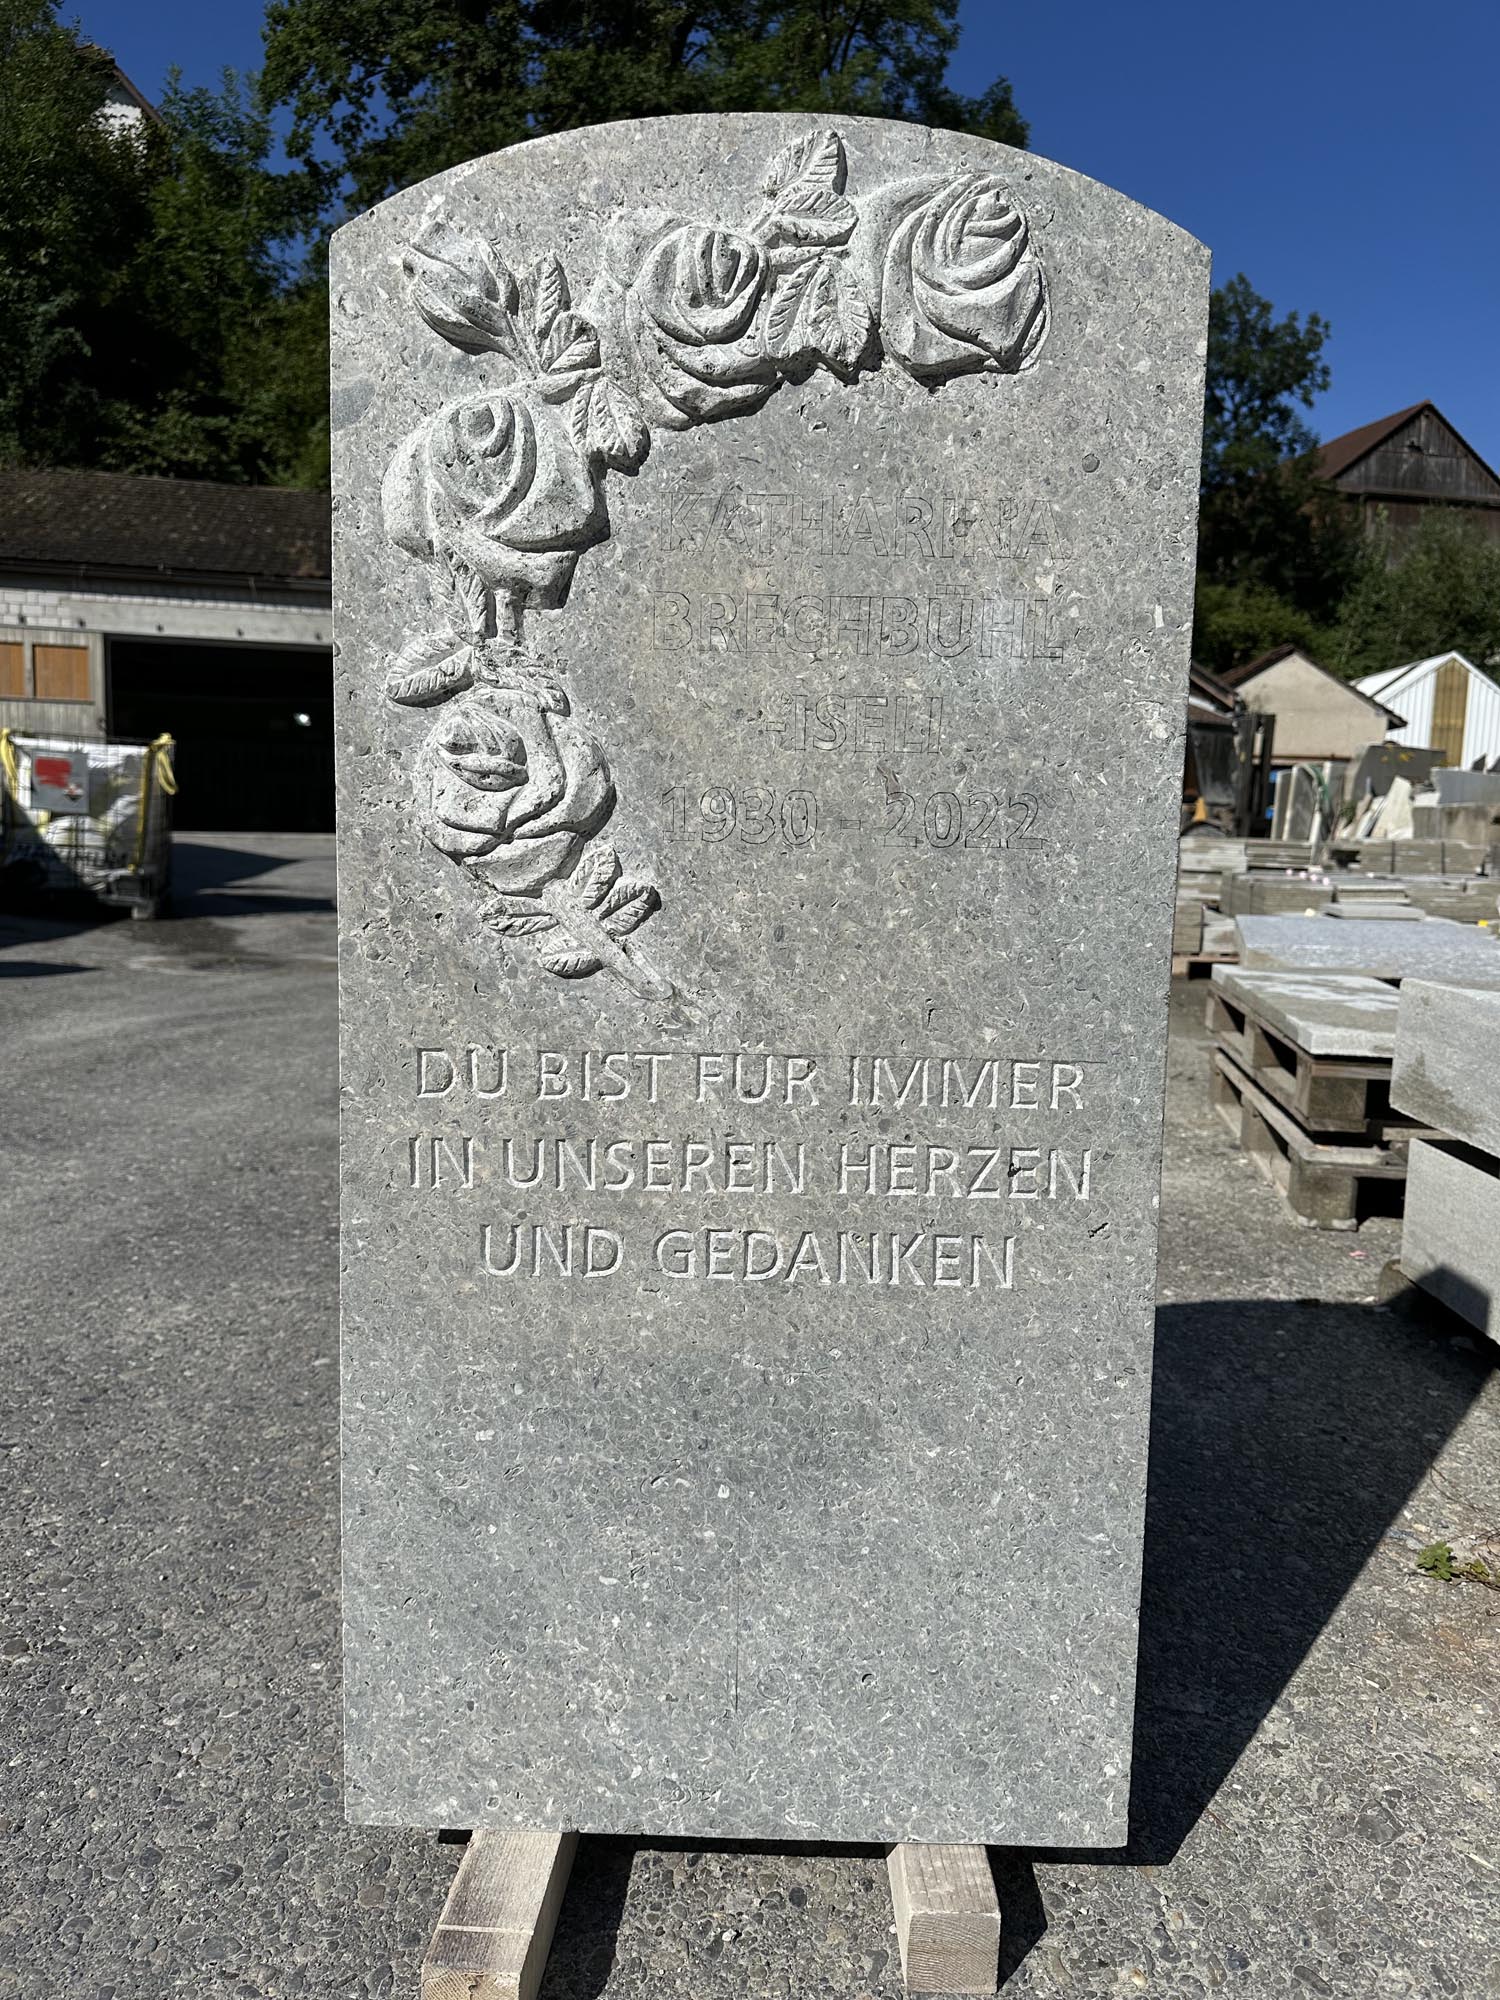 KATHARINA
BRECHBÜHL
-ISELI
1930 - 2022
DU BIST FÜR IMMER
IN UNSEREN HERZEN
UND GEDANKEN